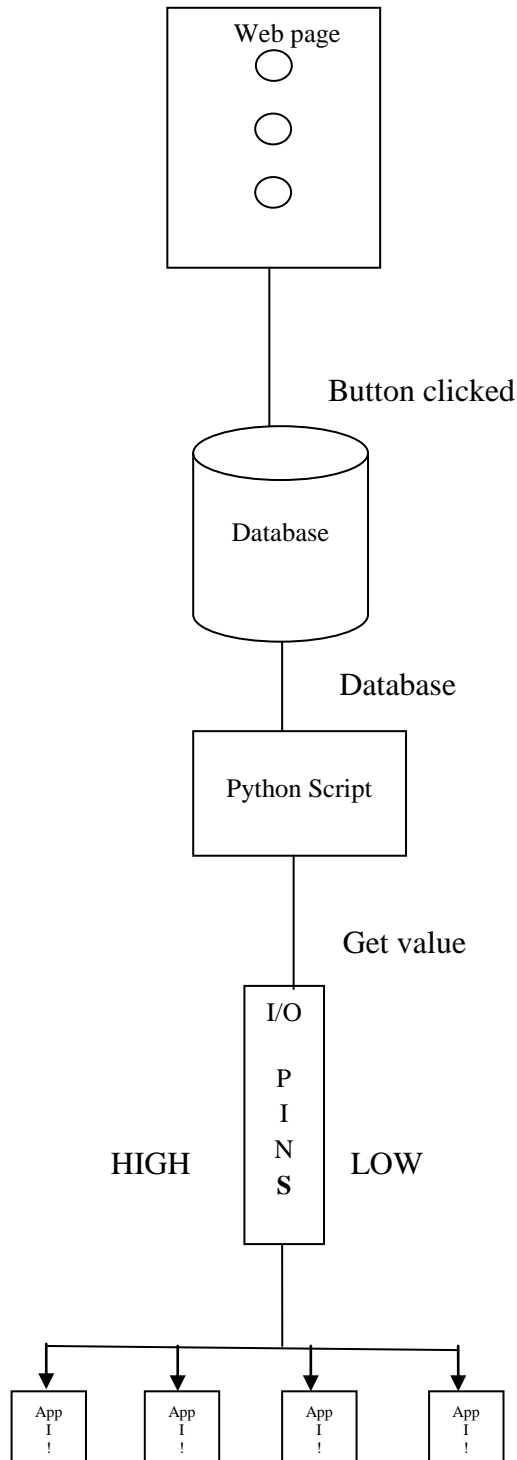 Web page
Button clicked
Database
Database
Python Script
Get value
I/O
P
I
N
S
HIGH
LOW
App
I
!
App
I
!
App
I
!
App
I
!